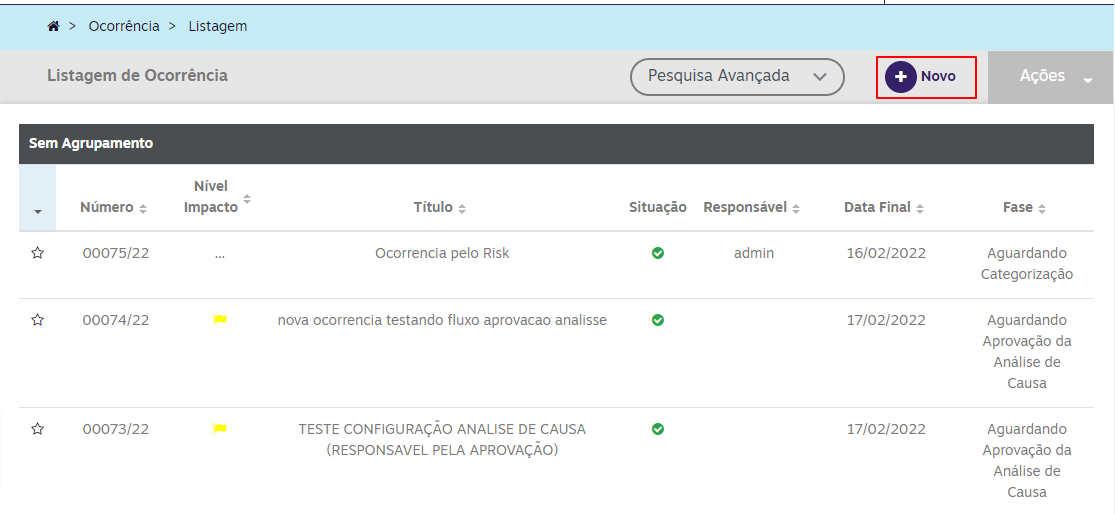 > Ocorrência > Listagem
Listagem de Ocorrência
Pesquisa Avançada
Novo
Ações
Sem Agrupamento
Número
Nível
Impacto
Título
Situação
Responsável
Data Final
Fase
00075/22 ... Ocorrencia pelo Risk admin 16/02/2022 Aguardando
Categorização
00074/22 nova ocorrencia testando fluxo aprovacao analisse 17/02/2022 Aguardando
Aprovação da
Análise de
Causa
00073/22 TESTE CONFIGURAÇÃO ANALISE DE CAUSA 17/02/2022 Aguardando
(RESPONSAVEL PELA APROVAÇÃO) Aprovação da
Análise de
Causa